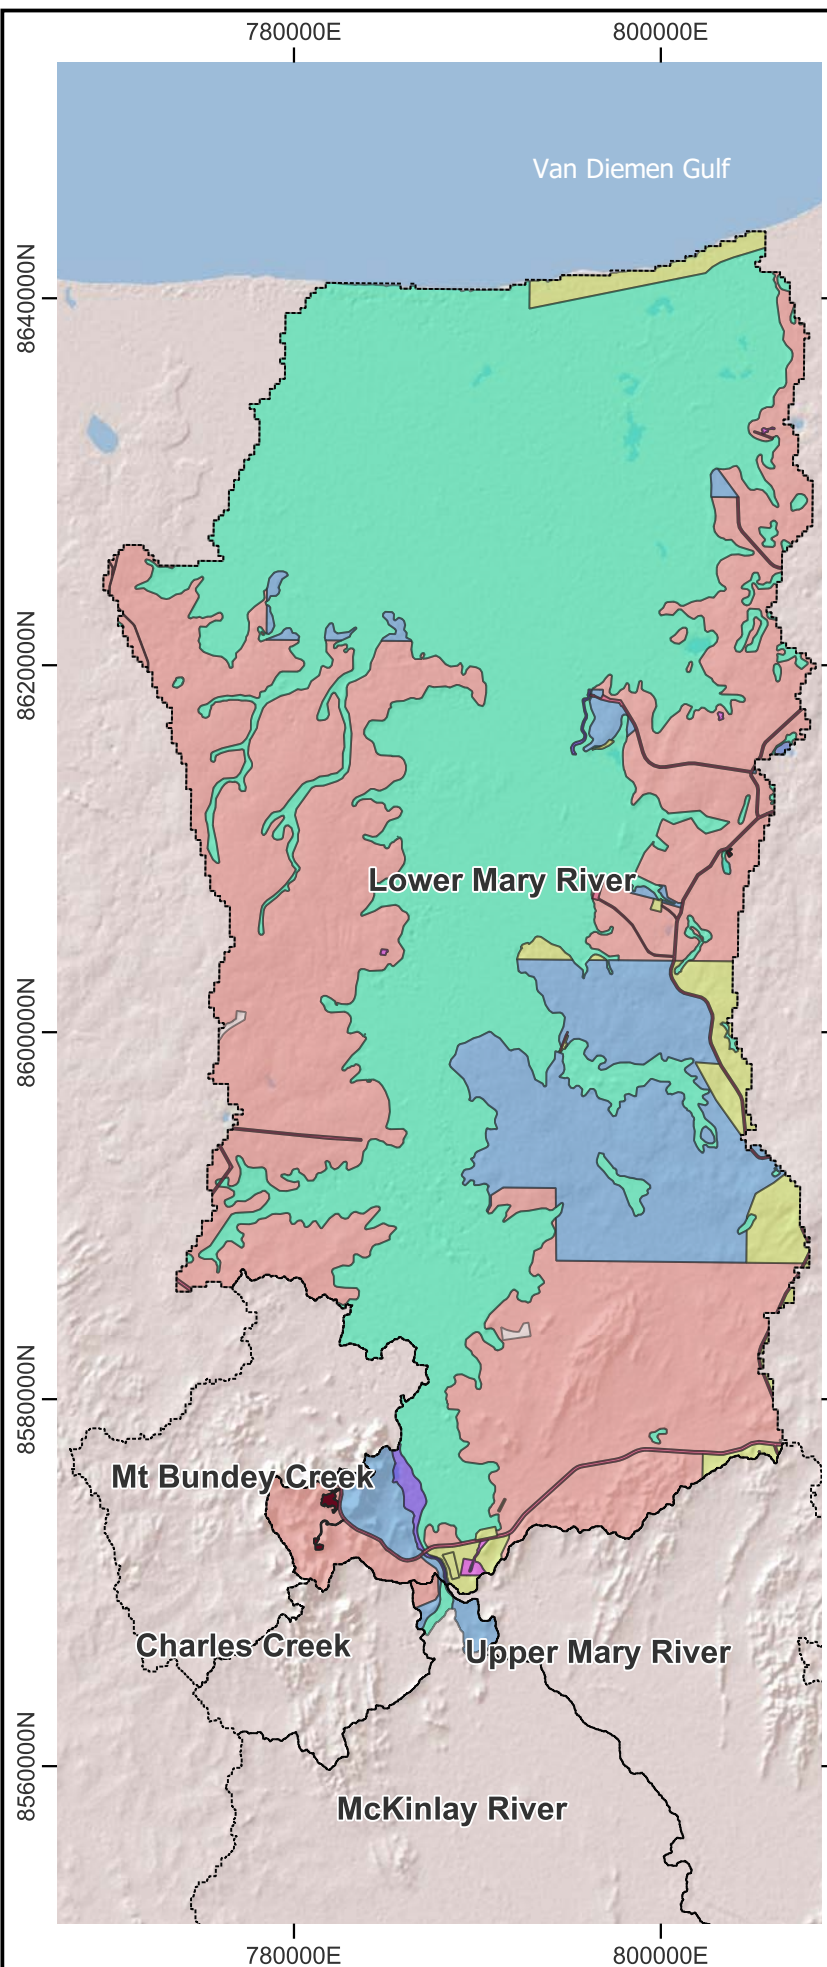 780000E 800000E
Van Diemen Gulf
8640000N
8620000N
Lower Mary River
8600000N
8580000N
Mt Bundey Creek
Charles Creek
Upper Mary River
8560000N
McKinlay River
780000E 800000E